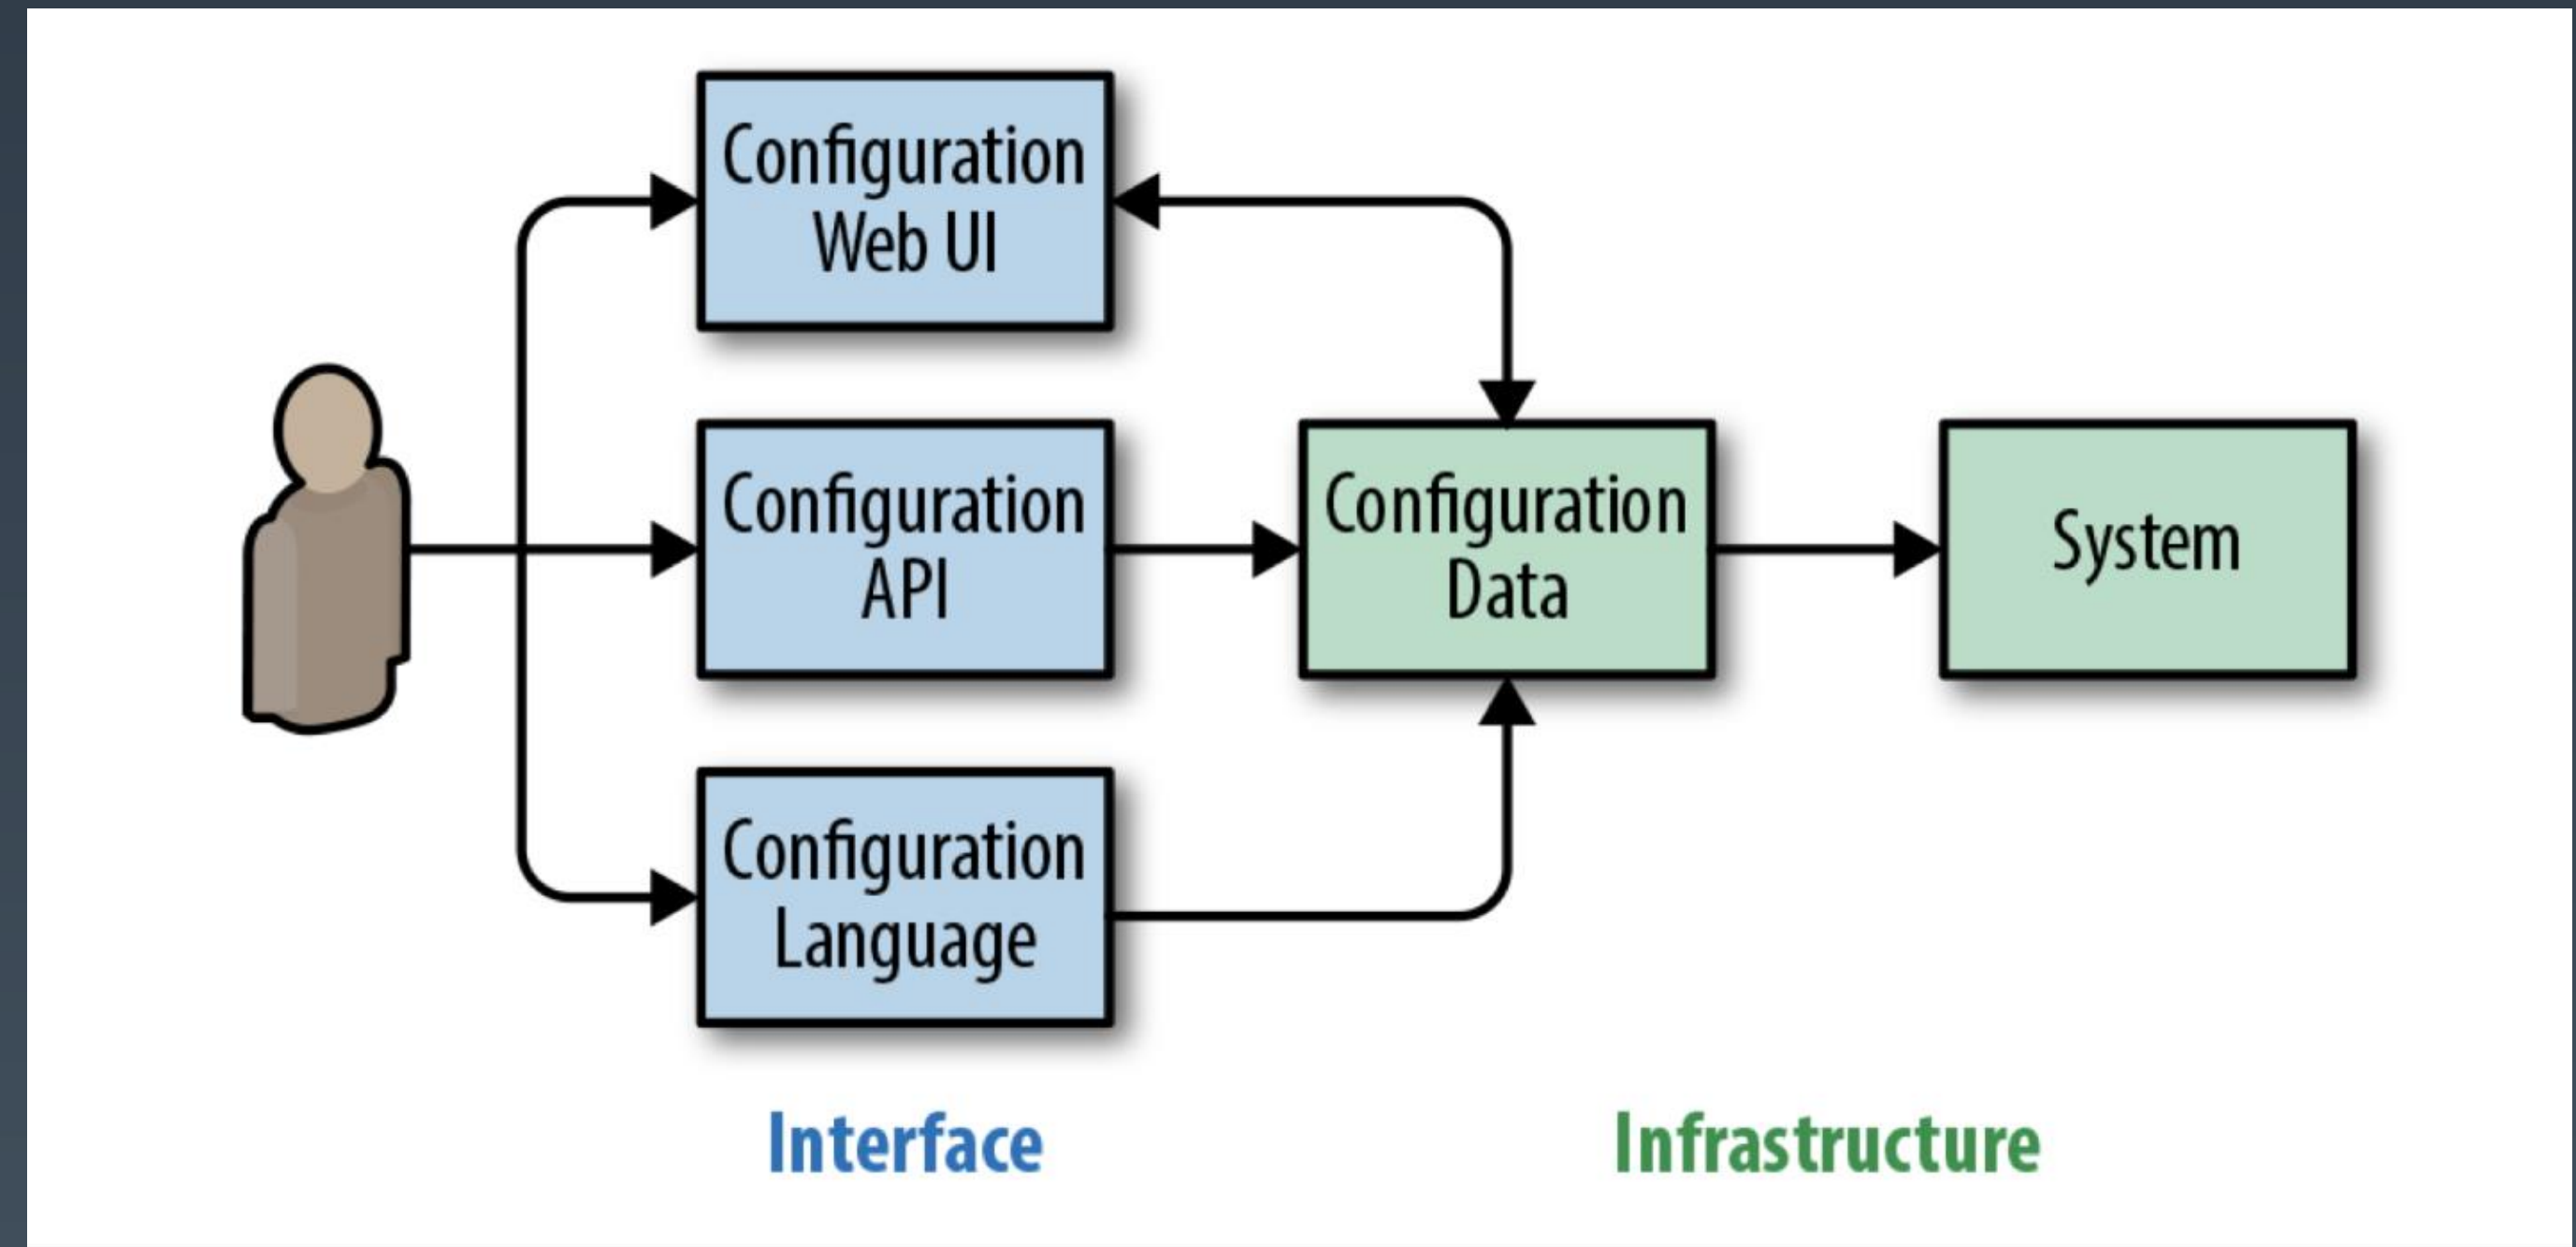 Configuration
Web UI
Configuration
API
Configuration
Data
System
Configuration
Language
Interface
Infrastructure